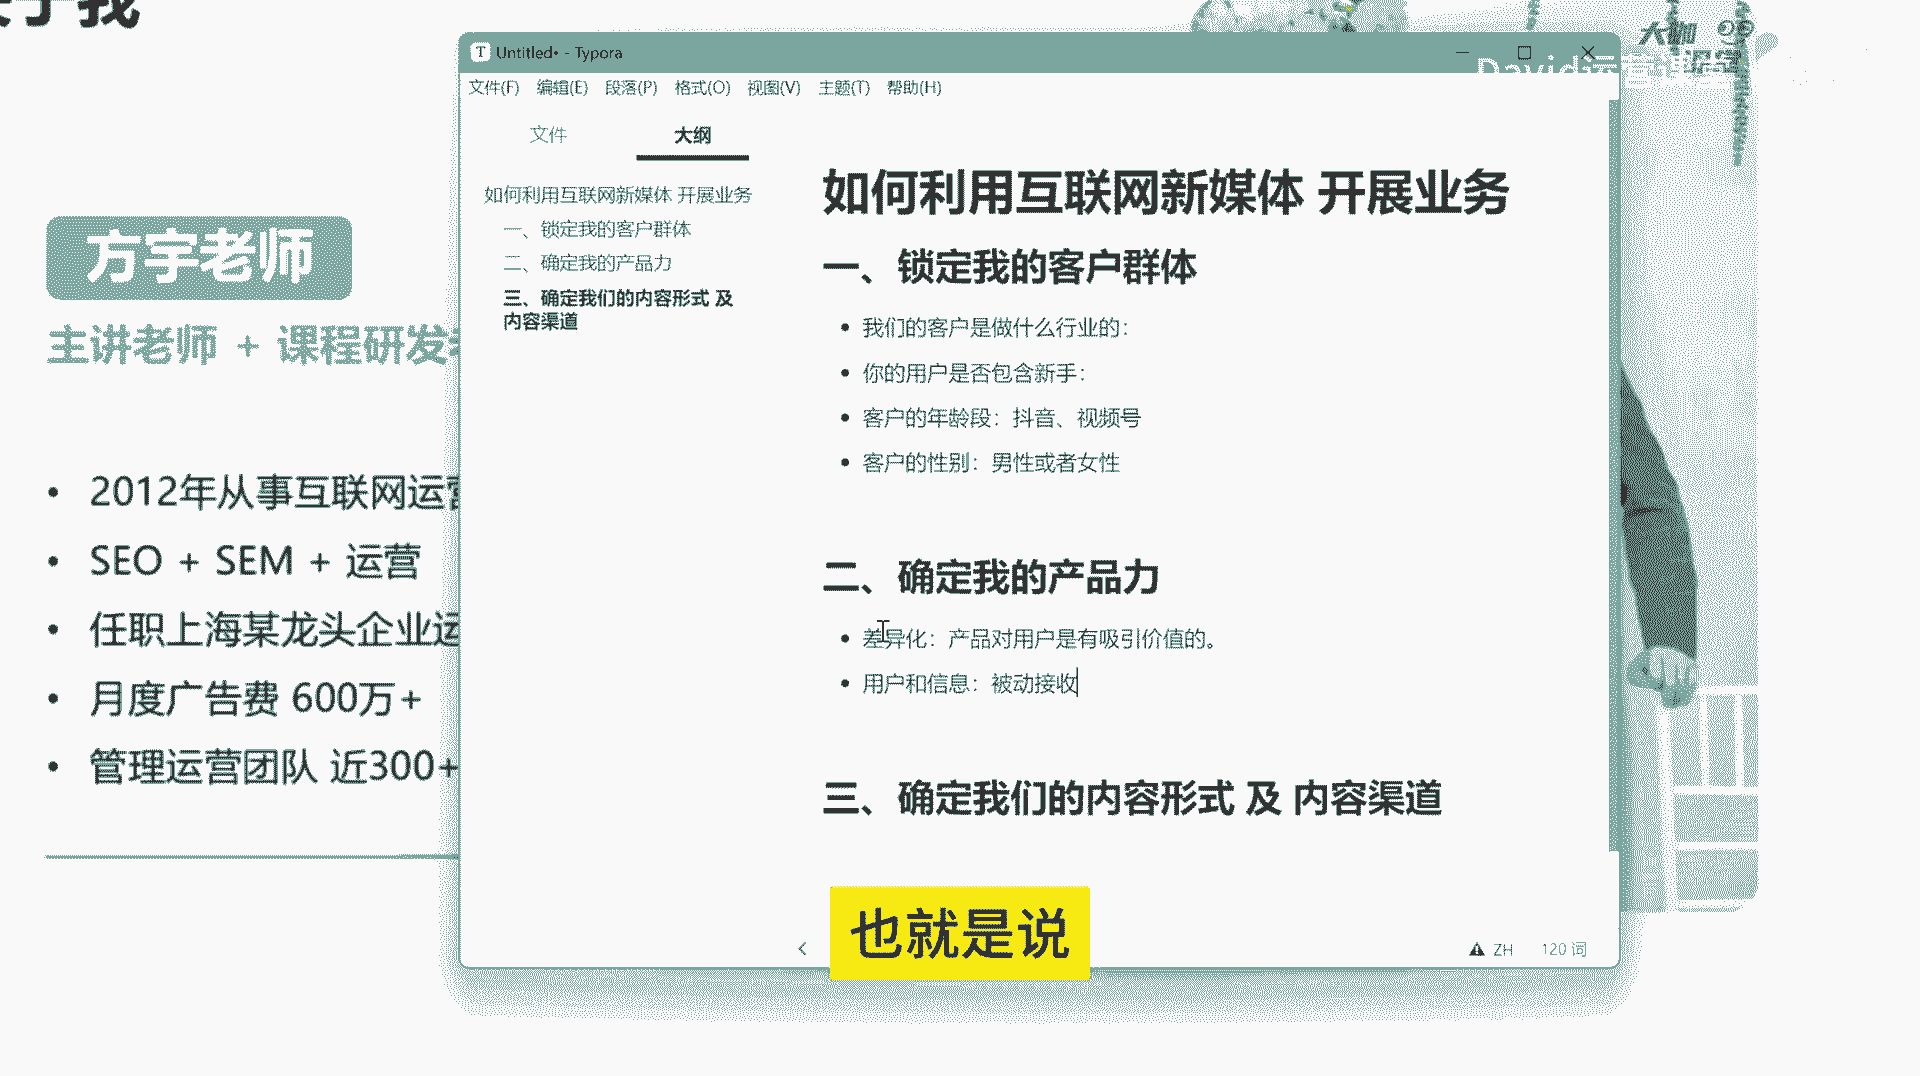 关于我
大咖
课堂
David运营课堂
Untitled• - Typora
文件(F) 编辑(E) 段落(P) 格式(O) 视图(V) 主题(T) 帮助(H)
文件 大纲
如何利用互联网新媒体 开展业务
一、锁定我的客户群体
二、确定我的产品力
三、确定我们的内容形式 及
内容渠道
如何利用互联网新媒体 开展业务
一、锁定我的客户群体
• 我们的客户是做什么行业的：
• 你的用户是否包含新手：
• 客户的年龄段：抖音、视频号
• 客户的性别：男性或者女性
二、确定我的产品力
• 差异化：产品对用户是有吸引价值的。
• 用户和信息：被动接收
三、确定我们的内容形式 及 内容渠道
ZH 120 词
方宇老师
主讲老师 + 课程研发
• 2012年从事互联网运营
• SEO + SEM + 运营
• 任职上海某龙头企业运
• 月度广告费 600万+
• 管理运营团队 近300+
也就是说